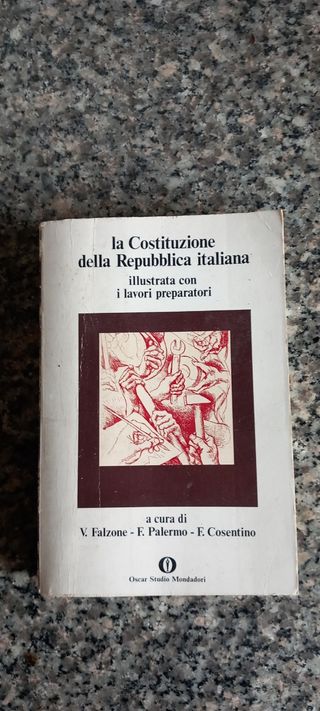 la Costituzione
della Repubblica italiana
illustrata con
i lavori preparatori
a cura di
V. Falzone - F. Palermo - F. Cosentino
Oscar Studio Mondadori